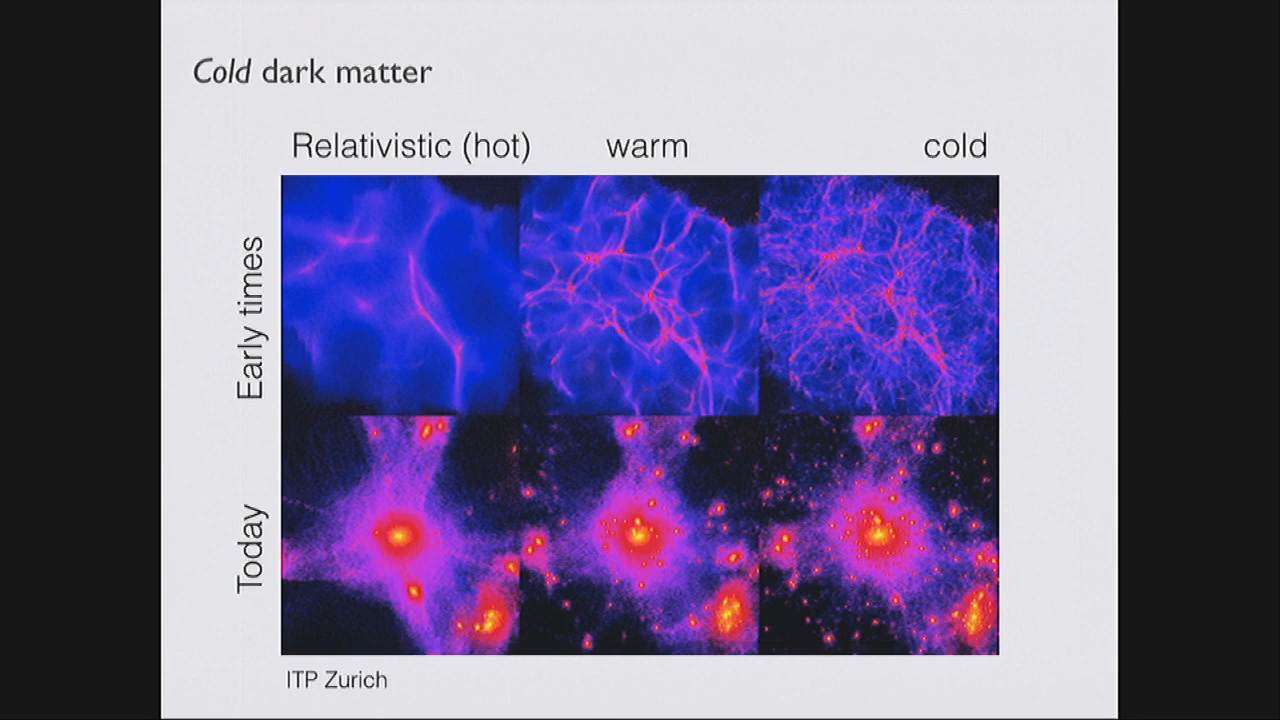 Cold dark matter
Relativistic (hot) warm cold
Early times
Today
ITP Zurich